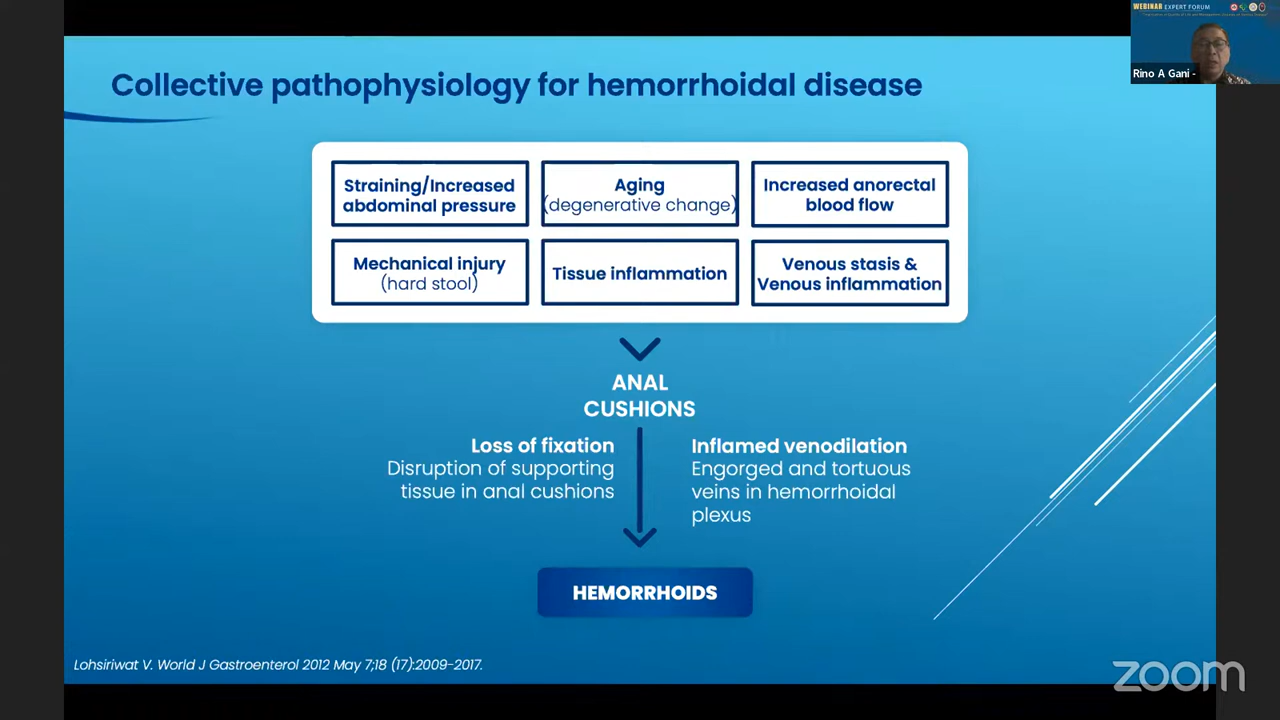 WEBINAR EXPERT FORUM
Rino A Gani -
Collective pathophysiology for hemorrhoidal disease
Straining/Increased
abdominal pressure
Aging
(degenerative change)
Increased anorectal
blood flow
Mechanical injury
(hard stool)
Tissue inflammation
Venous stasis &
Venous inflammation
ANAL
CUSHIONS
Loss of fixation
Disruption of supporting
tissue in anal cushions
Inflamed venodilation
Engorged and tortuous
veins in hemorrhoidal
plexus
HEMORRHOIDS
Lohsiriwat V. World J Gastroenterol 2012 May 7;18 (17):2009-2017.
zoom